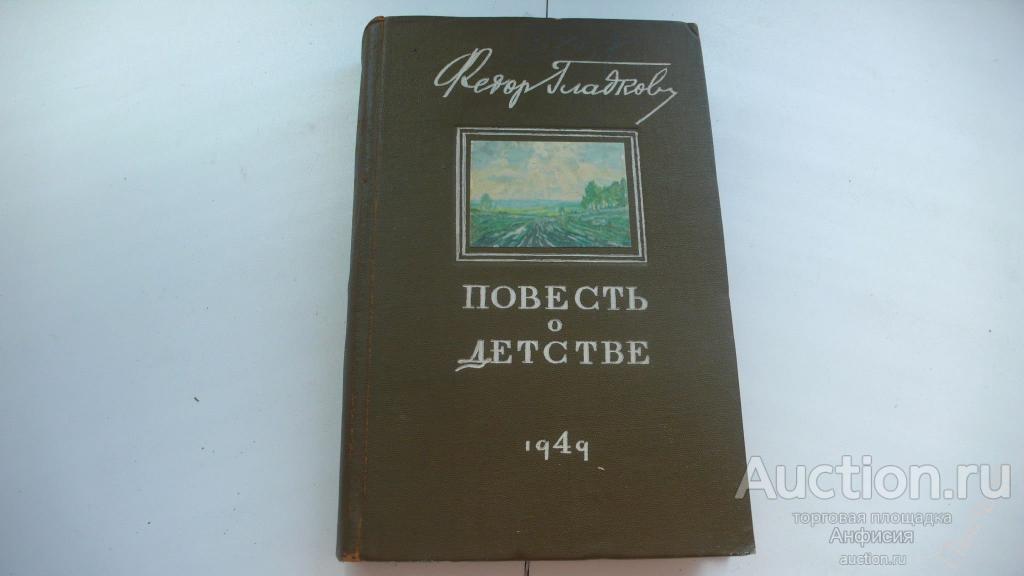 Федор Гладков
ПОВЕСТЬ
О
ДЕТСТВЕ
1949
Auction.ru
торговая площадка
Анфисия
auction.ru